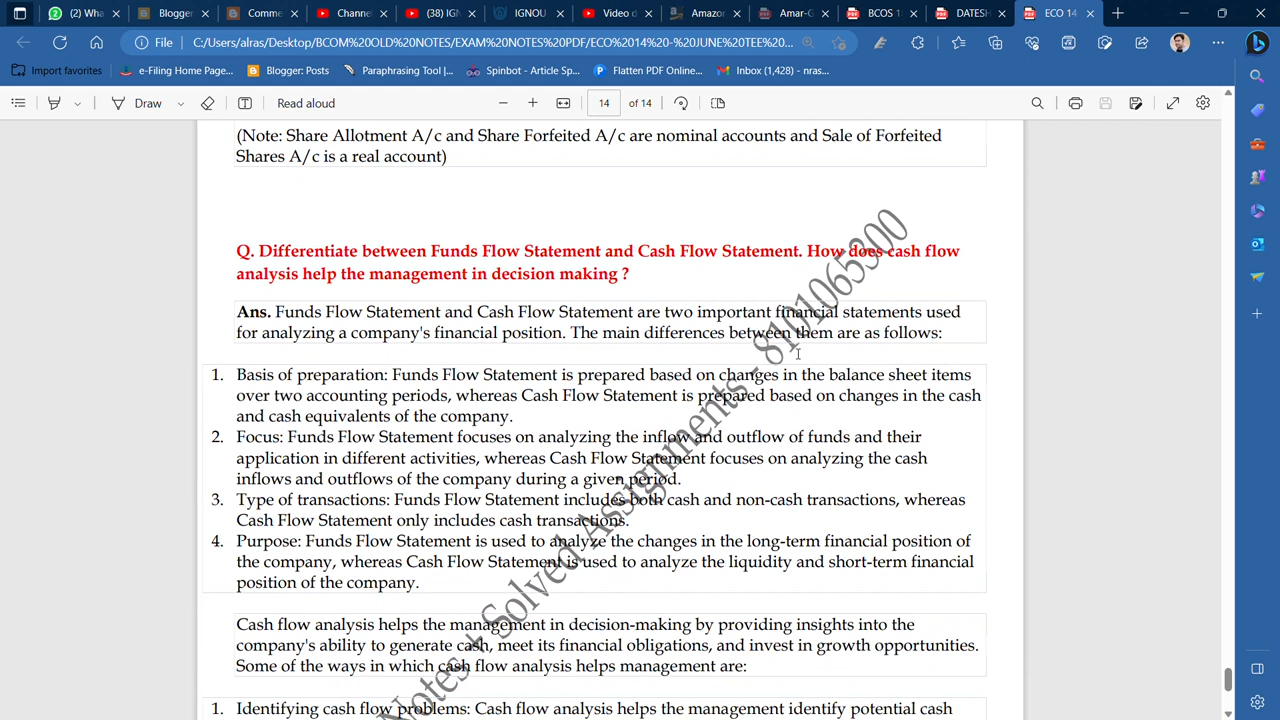 (2) Wha
Blogger
Comme
Channe
(38) IGN
IGNOU
Video d
Amazor
Amar-G
BCOS 1
DATESH
ECO 14
File
C:/Users/alras/Desktop/BCOM%20OLD%20NOTES/EXAM%20NOTES%20PDF/ECO%2014%20-%20JUNE%20TEE%20...
Import favorites
e-Filing Home Page...
Blogger: Posts
Paraphrasing Tool |...
Spinbot - Article Sp...
Flatten PDF Online...
Inbox (1,428) - nras...
Draw
Read aloud
14 of 14
(Note: Share Allotment A/c and Share Forfeited A/c are nominal accounts and Sale of Forfeited
Shares A/c is a real account)
Q. Differentiate between Funds Flow Statement and Cash Flow Statement. How does cash flow
analysis help the management in decision making ?
Ans. Funds Flow Statement and Cash Flow Statement are two important financial statements used
for analyzing a company's financial position. The main differences between them are as follows:
1. Basis of preparation: Funds Flow Statement is prepared based on changes in the balance sheet items
over two accounting periods, whereas Cash Flow Statement is prepared based on changes in the cash
and cash equivalents of the company.
2. Focus: Funds Flow Statement focuses on analyzing the inflow and outflow of funds and their
application in different activities, whereas Cash Flow Statement focuses on analyzing the cash
inflows and outflows of the company during a given period.
3. Type of transactions: Funds Flow Statement includes both cash and non-cash transactions, whereas
Cash Flow Statement only includes cash transactions.
4. Purpose: Funds Flow Statement is used to analyze the changes in the long-term financial position of
the company, whereas Cash Flow Statement is used to analyze the liquidity and short-term financial
position of the company.
Cash flow analysis helps the management in decision-making by providing insights into the
company's ability to generate cash, meet its financial obligations, and invest in growth opportunities.
Some of the ways in which cash flow analysis helps management are:
1. Identifying cash flow problems: Cash flow analysis helps the management identify potential cash
Notes + Solved Assignments - 8101065300